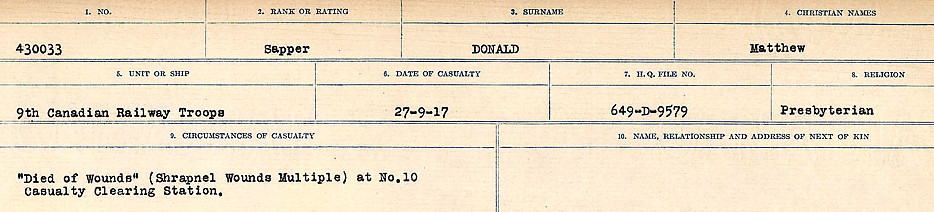 1. NO. 2. RANK OR RATING 3. SURNAME 4. CHRISTIAN NAMES
430033 Sapper DONALD Matthew
5. UNIT OR SHIP 6. DATE OF CASUALTY 7. H.Q. FILE NO. 8. RELIGION
9th Canadian Railway Troops 27-9-17 649-D-9579 Presbyterian
9. CIRCUMSTANCES OF CASUALTY 10. NAME, RELATIONSHIP AND ADDRESS OF NEXT OF KIN
"Died of Wounds" (Shrapnel Wounds Multiple) at No.10
Casualty Clearing Station.